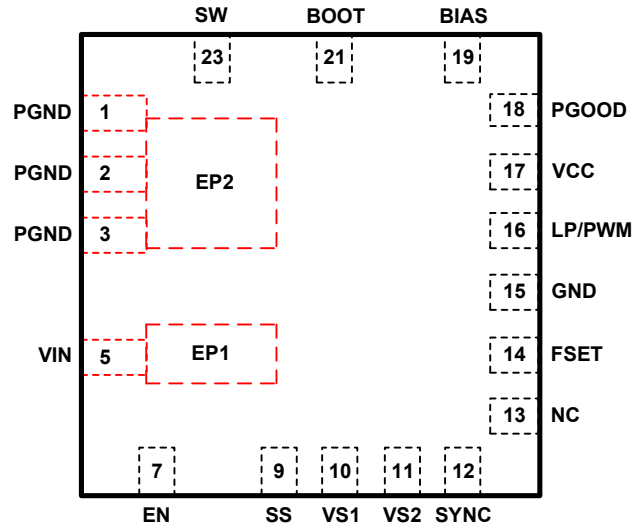 SW BOOT BIAS
23 21 19
PGND 1 18 PGOOD
PGND 2 EP2 17 VCC
PGND 3 16 LP/PWM
15 GND
VIN 5 EP1 14 FSET
13 NC
7 9 10 11 12
EN SS VS1 VS2 SYNC